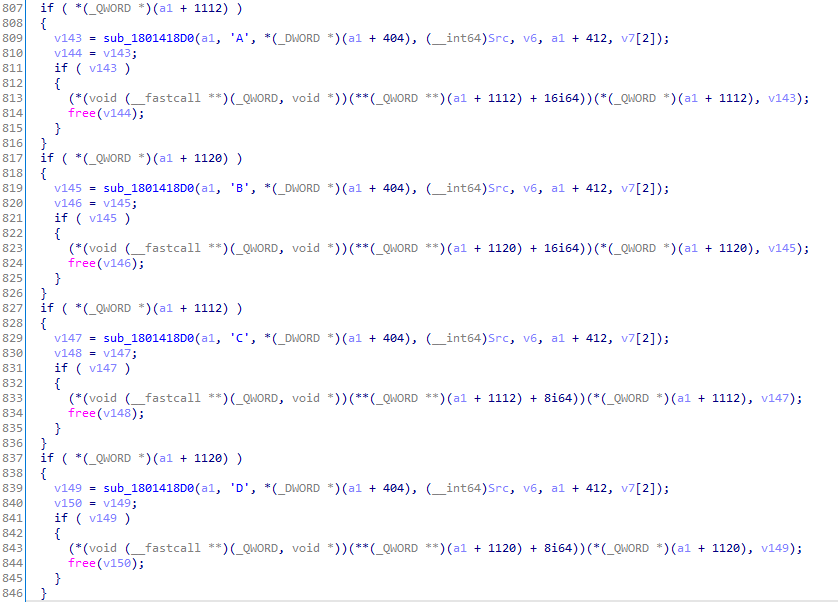 807 if ( *(_QWORD *)(a1 + 1112) )
808 {
809 v143 = sub_1801418D0(a1, 'A', *(_DWORD *)(a1 + 404), (__int64)Src, v6, a1 + 412, v7[2]);
810 v144 = v143;
811 if ( v143 )
812 {
813 (*(void (__fastcall **)(_QWORD, void *))(**(_QWORD **)(a1 + 1112) + 16i64))(*(_QWORD *)(a1 + 1112), v143);
814 free(v144);
815 }
816 }
817 if ( *(_QWORD *)(a1 + 1120) )
818 {
819 v145 = sub_1801418D0(a1, 'B', *(_DWORD *)(a1 + 404), (__int64)Src, v6, a1 + 412, v7[2]);
820 v146 = v145;
821 if ( v145 )
822 {
823 (*(void (__fastcall **)(_QWORD, void *))(**(_QWORD **)(a1 + 1120) + 16i64))(*(_QWORD *)(a1 + 1120), v145);
824 free(v146);
825 }
826 }
827 if ( *(_QWORD *)(a1 + 1112) )
828 {
829 v147 = sub_1801418D0(a1, 'C', *(_DWORD *)(a1 + 404), (__int64)Src, v6, a1 + 412, v7[2]);
830 v148 = v147;
831 if ( v147 )
832 {
833 (*(void (__fastcall **)(_QWORD, void *))(**(_QWORD **)(a1 + 1112) + 8i64))(*(_QWORD *)(a1 + 1112), v147);
834 free(v148);
835 }
836 }
837 if ( *(_QWORD *)(a1 + 1120) )
838 {
839 v149 = sub_1801418D0(a1, 'D', *(_DWORD *)(a1 + 404), (__int64)Src, v6, a1 + 412, v7[2]);
840 v150 = v149;
841 if ( v149 )
842 {
843 (*(void (__fastcall **)(_QWORD, void *))(**(_QWORD **)(a1 + 1120) + 8i64))(*(_QWORD *)(a1 + 1120), v149);
844 free(v150);
845 }
846 }